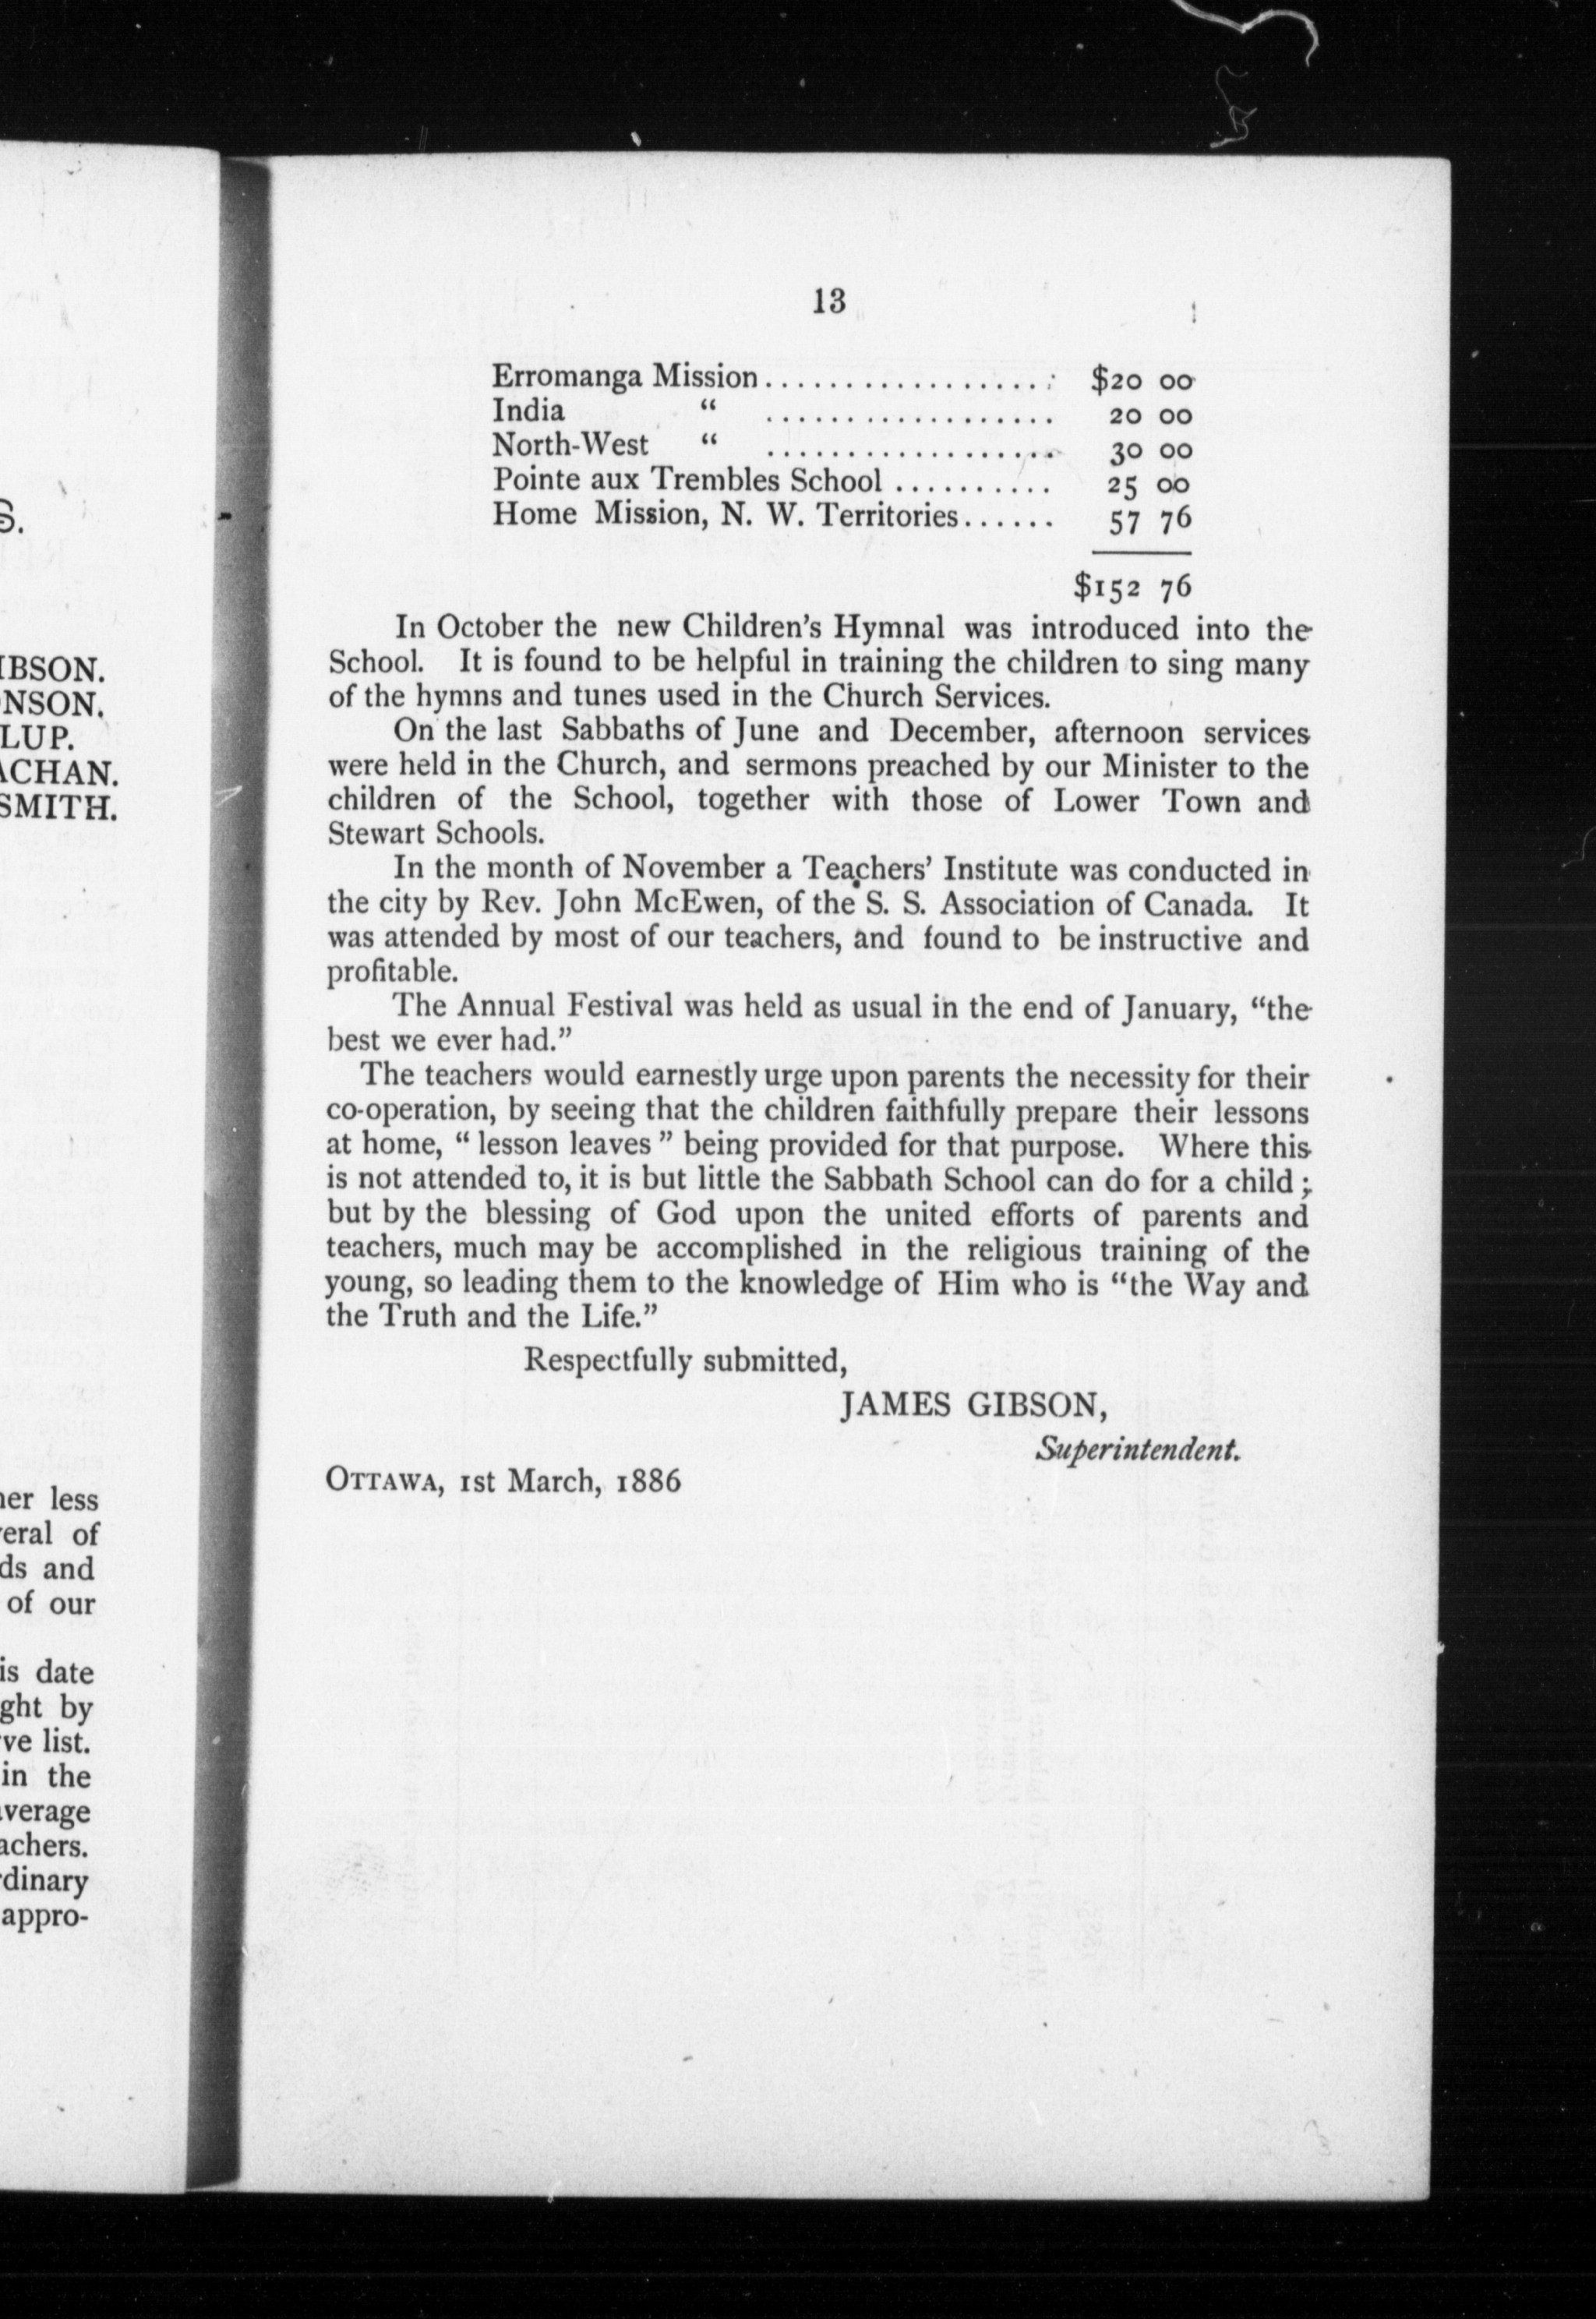 S.
IBSON.
NSON.
LUP.
ACHAN.
SMITH.
her less
veral of
ds and
of our
is date
ght by
ve list.
in the
average
achers.
rdinary
appro-
13
Erromanga Mission.................. $20 00
India “ .................. 20 00
North-West “ .................. 30 00
Pointe aux Trembles School .......... 25 00
Home Mission, N. W. Territories...... 57 76
$152 76
In October the new Children’s Hymnal was introduced into the
School. It is found to be helpful in training the children to sing many
of the hymns and tunes used in the Church Services.
On the last Sabbaths of June and December, afternoon services
were held in the Church, and sermons preached by our Minister to the
children of the School, together with those of Lower Town and
Stewart Schools.
In the month of November a Teachers’ Institute was conducted in
the city by Rev. John McEwen, of the S. S. Association of Canada. It
was attended by most of our teachers, and found to be instructive and
profitable.
The Annual Festival was held as usual in the end of January, “the
best we ever had.”
The teachers would earnestly urge upon parents the necessity for their
co-operation, by seeing that the children faithfully prepare their lessons
at home, “ lesson leaves ” being provided for that purpose. Where this
is not attended to, it is but little the Sabbath School can do for a child ;
but by the blessing of God upon the united efforts of parents and
teachers, much may be accomplished in the religious training of the
young, so leading them to the knowledge of Him who is “the Way and
the Truth and the Life.”
Respectfully submitted,
JAMES GIBSON,
Superintendent.
OTTAWA, 1st March, 1886